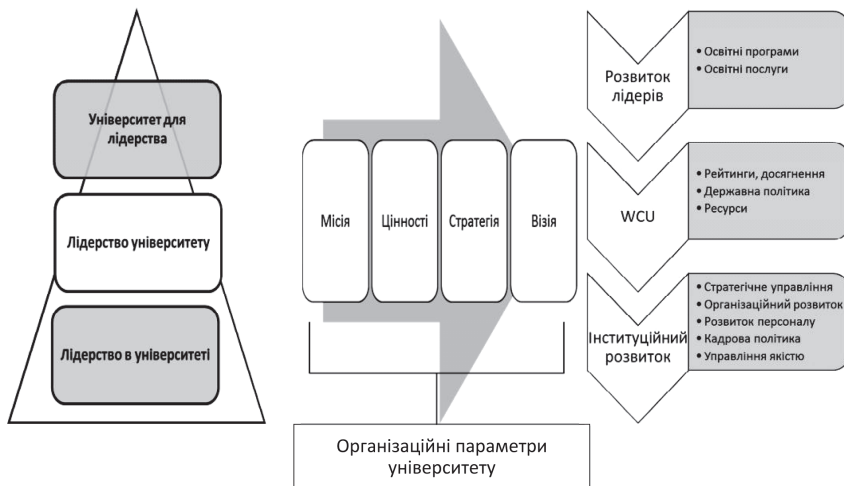 Університет для
лідерства
Лідерство університету
Лідерство в університеті
Місія
Цінності
Стратегія
Візія
Організаційні параметри
університету
Розвиток
лідерів
• Освітні програми
• Освітні послуги
WCU
• Рейтинги, досягнення
• Державна політика
• Ресурси
Інституційний
розвиток
• Стратегічне управління
• Організаційний розвиток
• Розвиток персоналу
• Кадрова політика
• Управління якістю